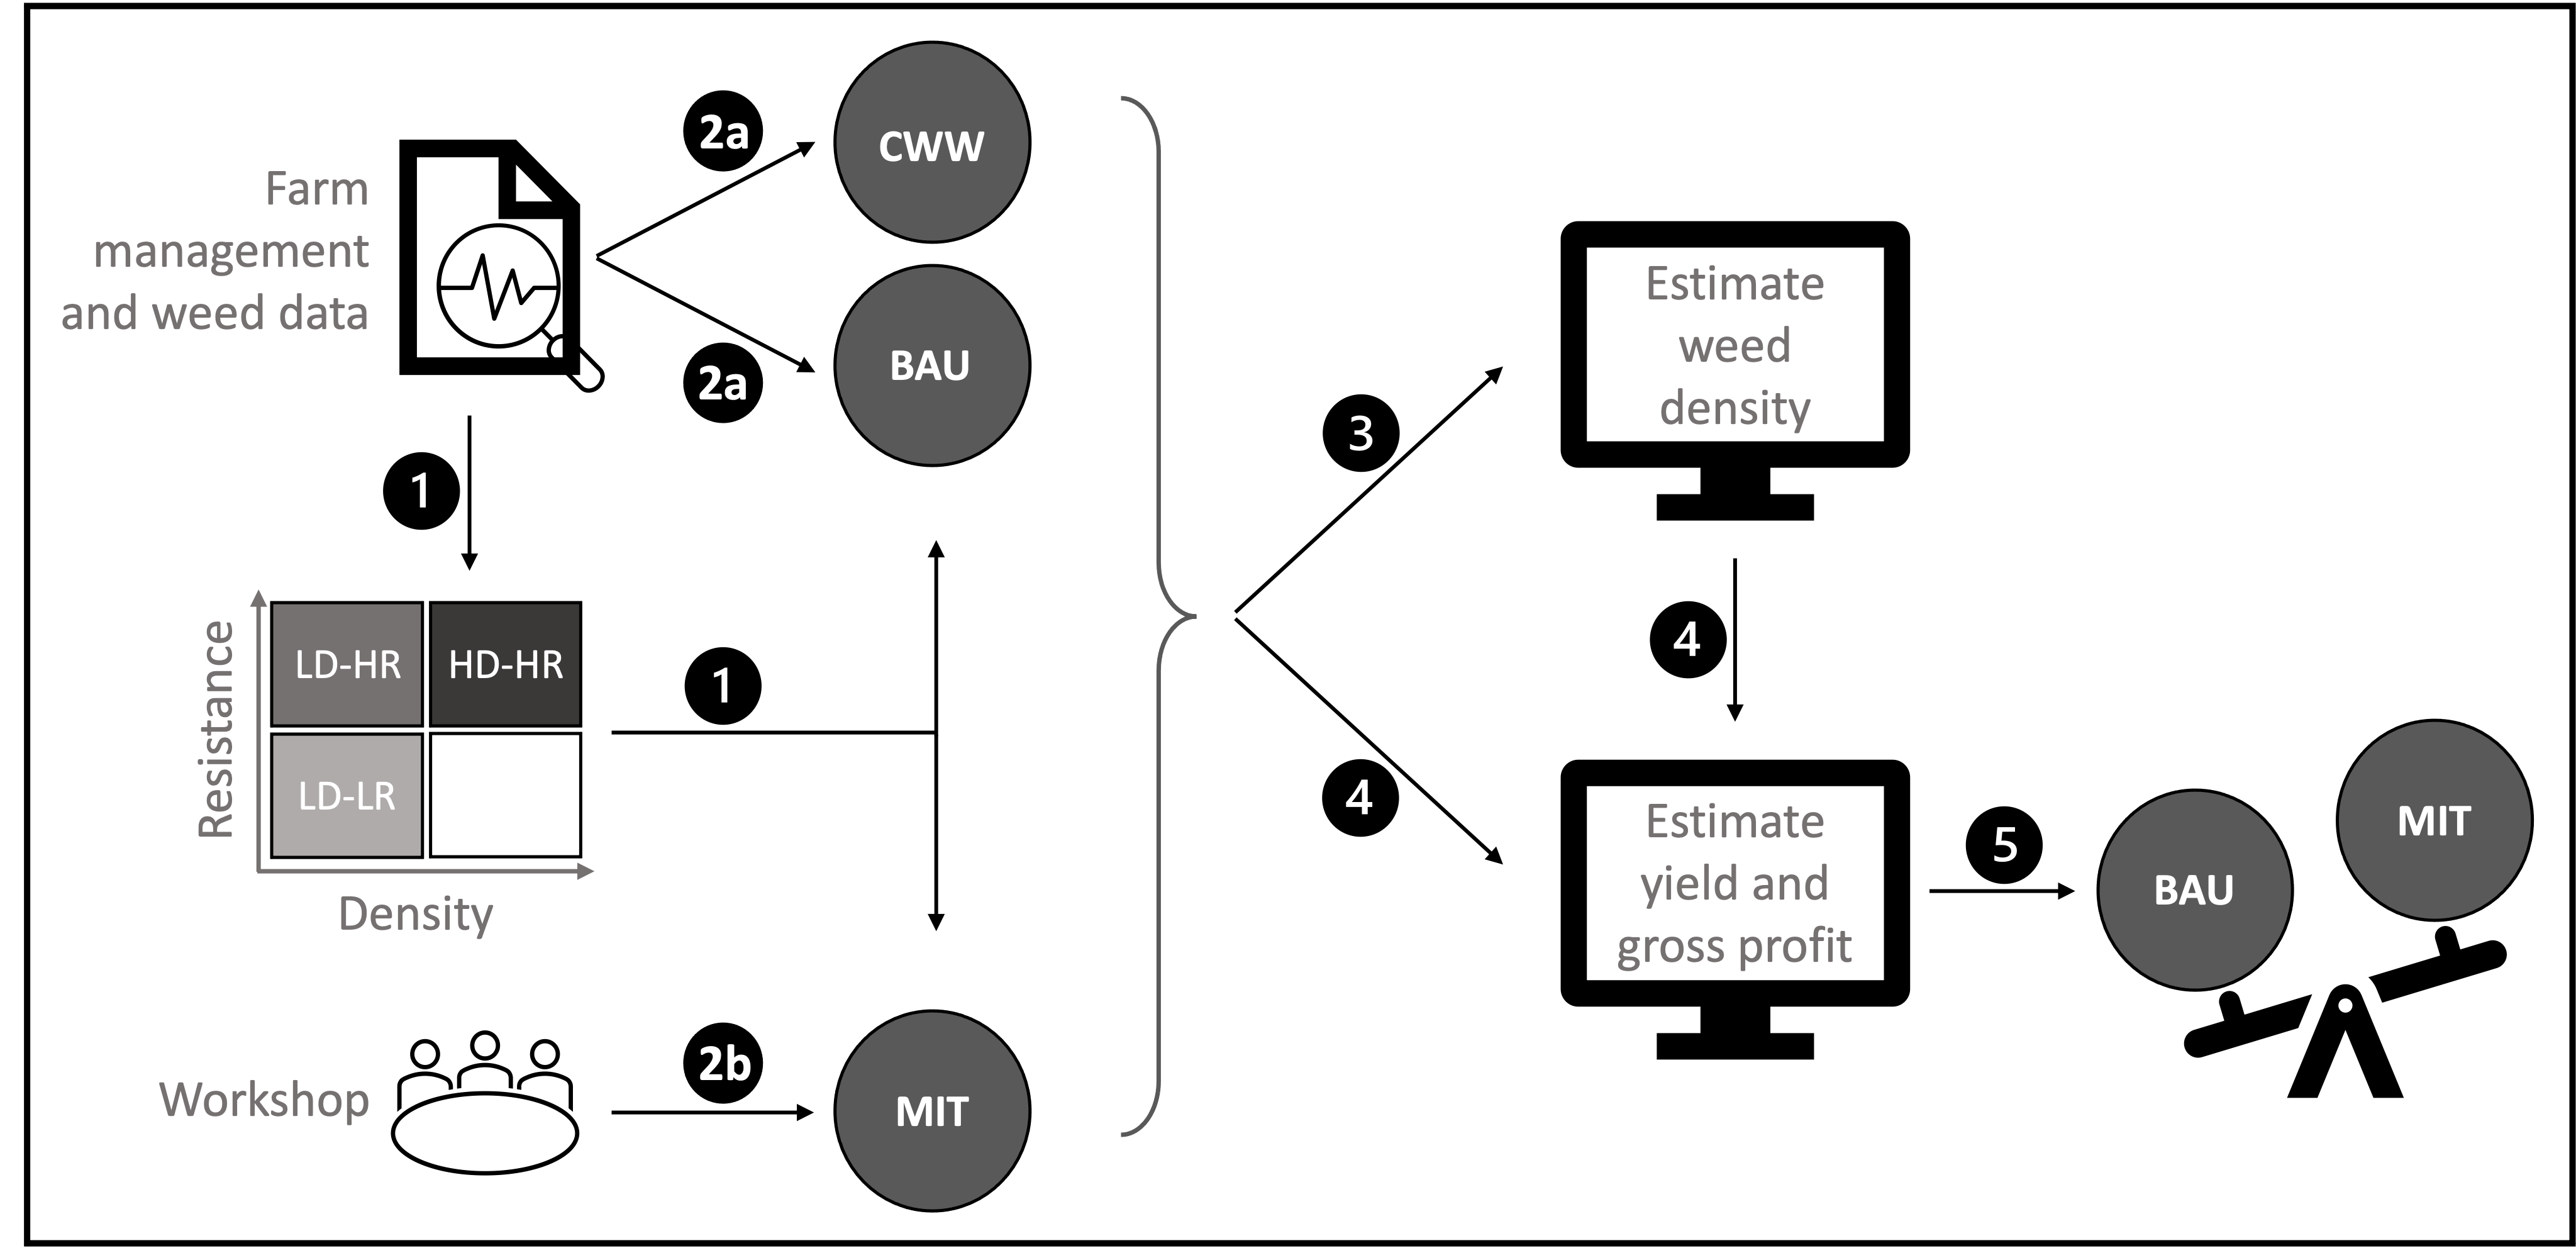 Farm
management
and weed data
2a
CWW
2a
BAU
1
Resistance
LD-HR
HD-HR
LD-LR
Density
1
Workshop
2b
MIT
3
Estimate
weed
density
4
4
Estimate
yield and
gross profit
5
BAU
MIT